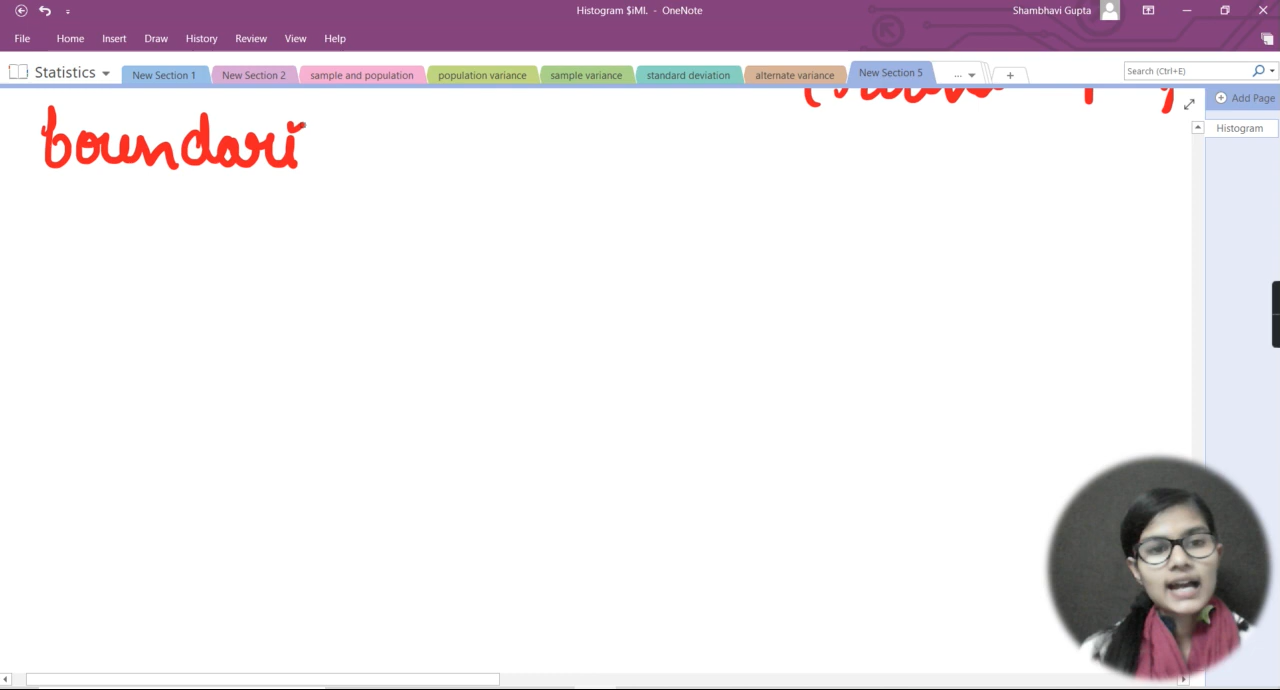 Histogram $iMl. - OneNote
Shambhavi Gupta
File Home Insert Draw History Review View Help
Statistics
New Section 1
New Section 2
sample and population
population variance
sample variance
standard deviation
alternate variance
New Section 5
...
+
Search (Ctrl+E)
Add Page
Histogram
boundari